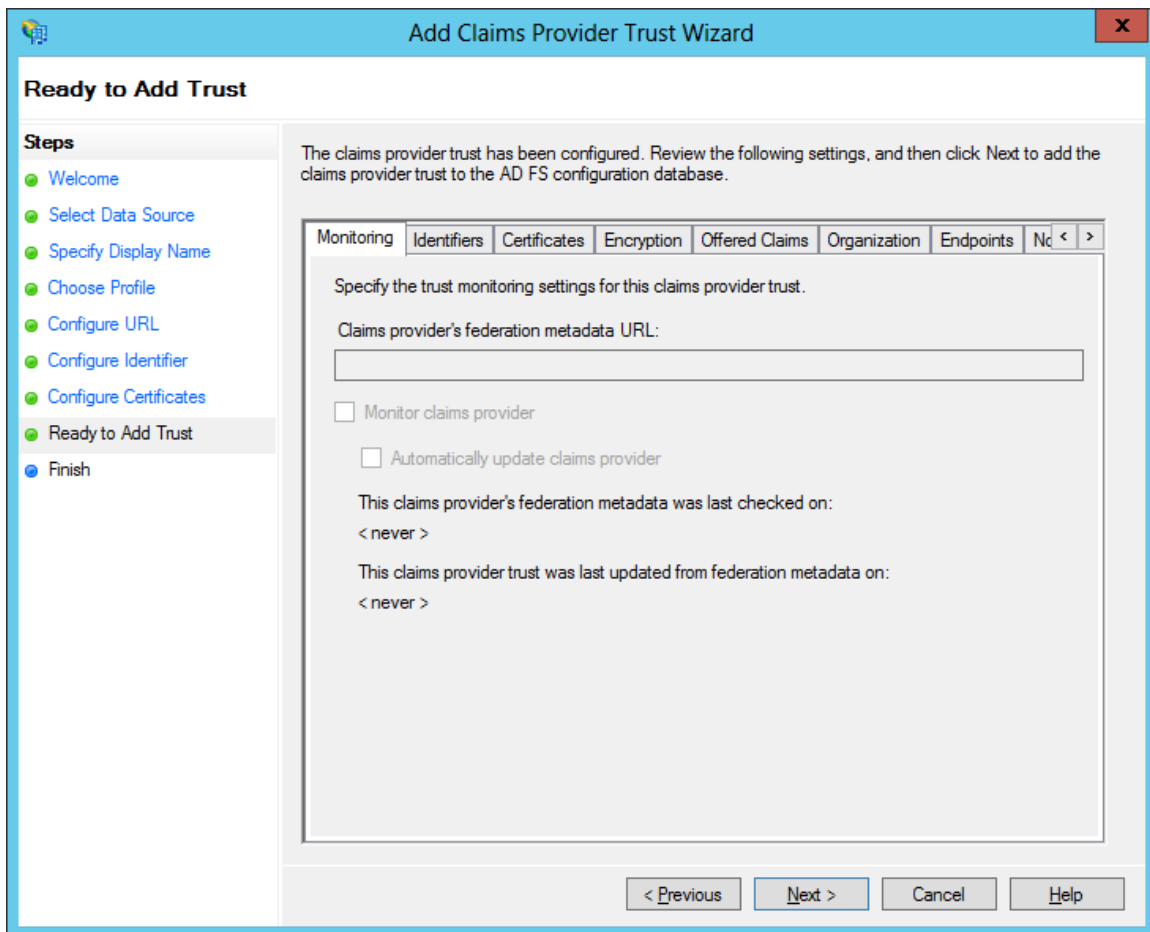 Add Claims Provider Trust Wizard
x
Ready to Add Trust
Steps
Welcome
Select Data Source
Specify Display Name
Choose Profile
Configure URL
Configure Identifier
Configure Certificates
Ready to Add Trust
Finish
The claims provider trust has been configured. Review the following settings, and then click Next to add the
claims provider trust to the AD FS configuration database.
Monitoring Identifiers Certificates Encryption Offered Claims Organization Endpoints < >
Specify the trust monitoring settings for this claims provider trust.
Claims provider's federation metadata URL:
Monitor claims provider
Automatically update claims provider
This claims provider's federation metadata was last checked on:
< never >
This claims provider trust was last updated from federation metadata on:
< never >
< Previous Next > Cancel Help